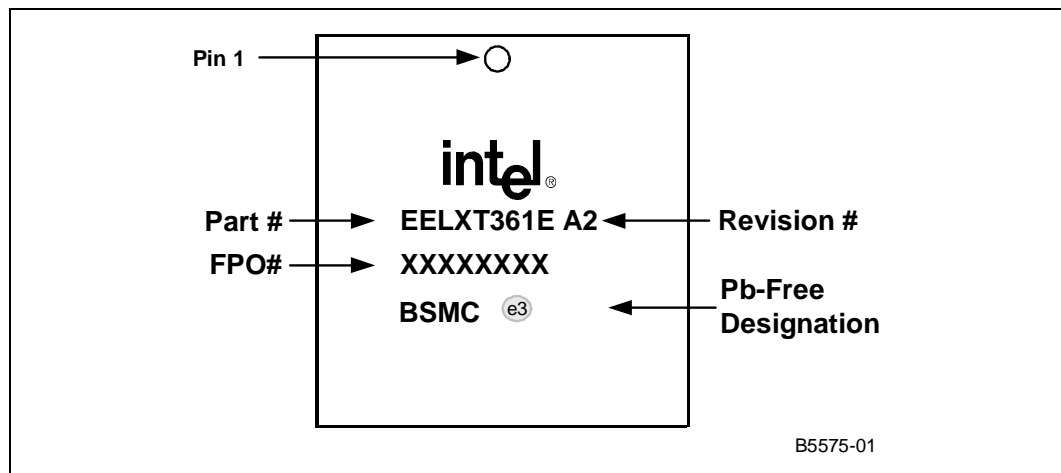 Pin 1
intel®
Part # EELXT361E A2 Revision #
FPO# XXXXXXXX
BSMC e3 Pb-Free
Designation
B5575-01